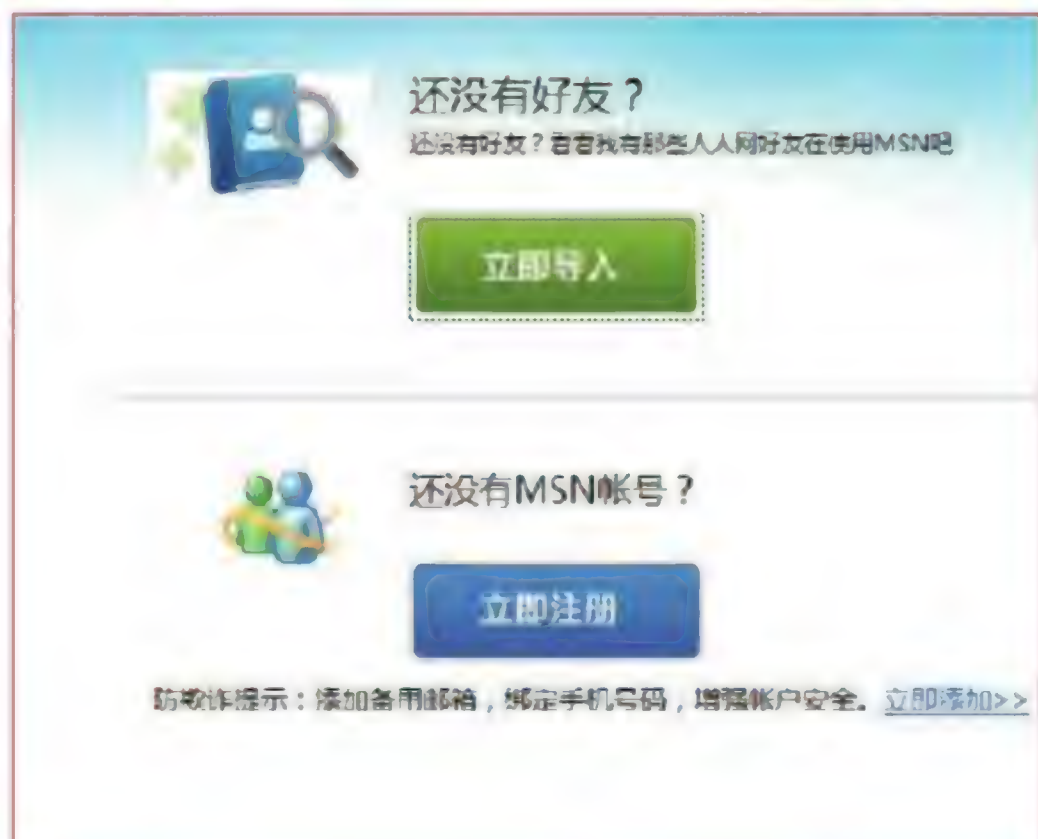 还没有好友？
还没有好友？看看我有那些人人网好友在使用MSN吧
立即导入
还没有MSN帐号？
立即注册
防欺诈提示：添加备用邮箱，绑定手机号码，增强帐户安全。立即添加>>